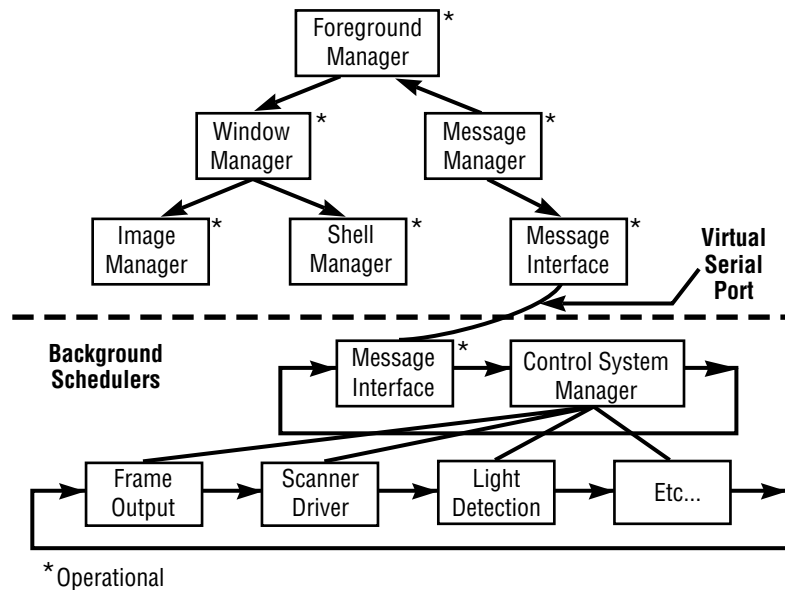 Foreground
Manager
*
Window
Manager
*
Message
Manager
*
Image
Manager
*
Shell
Manager
*
Message
Interface
*
Virtual
Serial
Port
Background
Schedulers
Message
Interface
*
Control System
Manager
Frame
Output
Scanner
Driver
Light
Detection
Etc...
*Operational